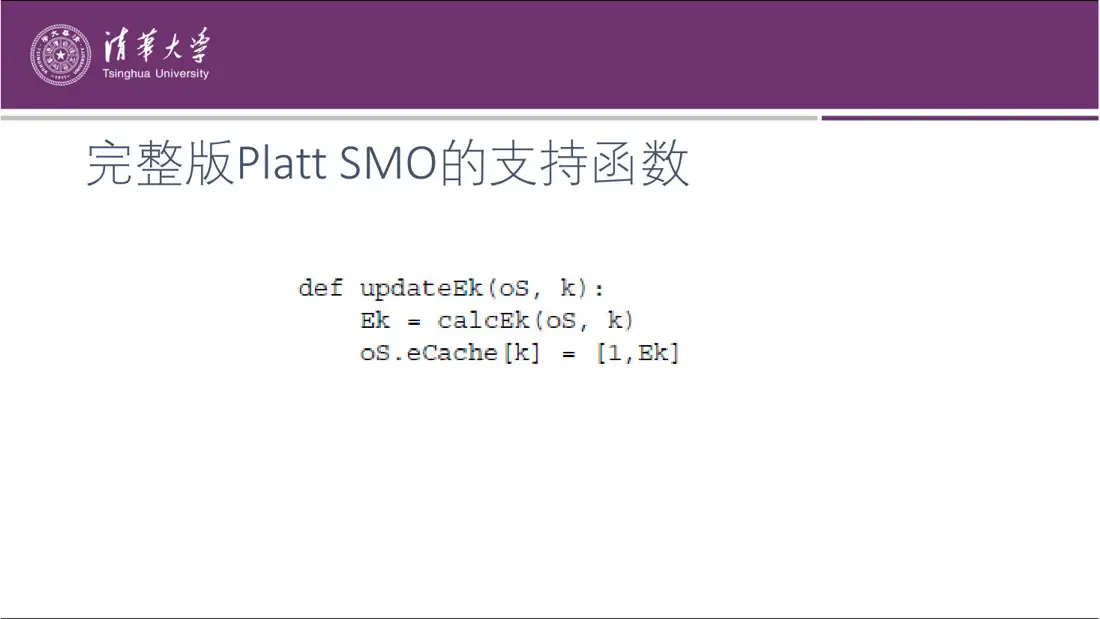 清华大学
Tsinghua University
完整版Platt SMO的支持函数
def updateEk(oS, k):
    Ek = calcEk(oS, k)
    oS.eCache[k] = [1,Ek]